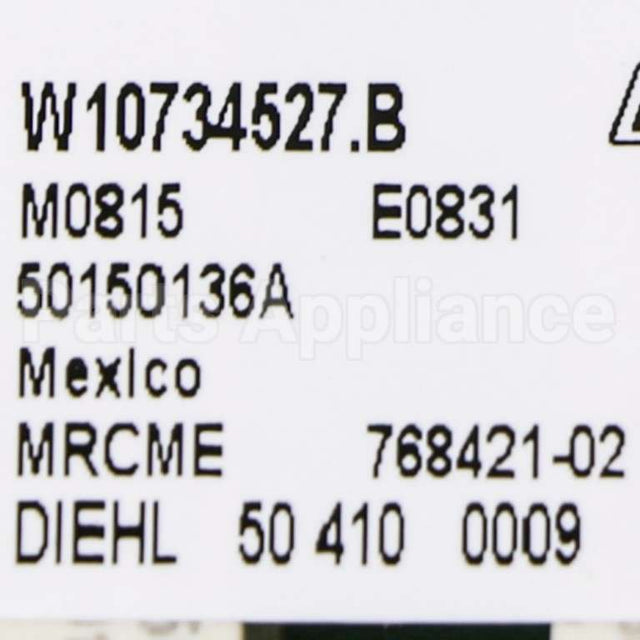 W10734527.B
M0815 E0831
50150136A
Parts Appliance
Mexico
MRCME 768421-02
DIEHL 50 410 0009